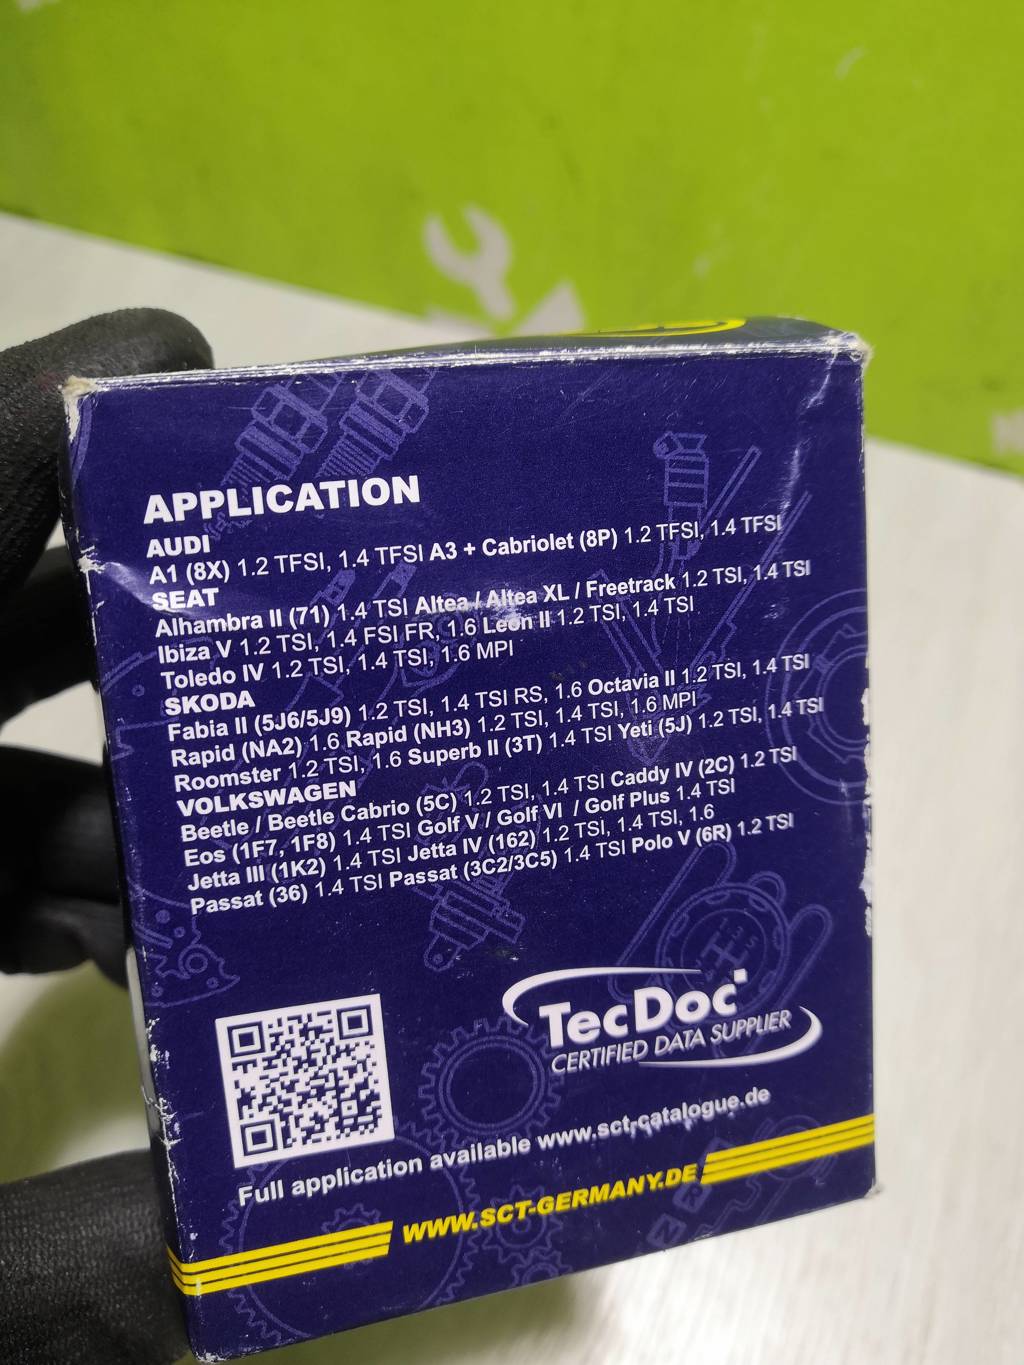 APPLICATION
AUDI
A1 (8X) 1.2 TFSI, 1.4 TFSI A3 + Cabriolet (8P) 1.2 TFSI, 1.4 TFSI
SEAT
Alhambra II (71) 1.4 TSI Altea / Altea XL / Freetrack 1.2 TSI, 1.4 TSI
Ibiza V 1.2 TSI, 1.4 FSI FR, 1.6 Leon II 1.2 TSI, 1.4 TSI
Toledo IV 1.2 TSI, 1.4 TSI, 1.6 MPI
SKODA
Fabia II (5J6/5J9) 1.2 TSI, 1.4 TSI RS, 1.6 Octavia II 1.2 TSI, 1.4 TSI
Rapid (NA2) 1.6 Rapid (NH3) 1.2 TSI, 1.4 TSI, 1.6 MPI
Roomster 1.2 TSI, 1.6 Superb II (3T) 1.4 TSI Yeti (5J) 1.2 TSI, 1.4 TSI
VOLKSWAGEN
Beetle / Beetle Cabrio (5C) 1.2 TSI, 1.4 TSI Caddy IV (2C) 1.2 TSI
Eos (1F7, 1F8) 1.4 TSI Golf V / Golf VI / Golf Plus 1.4 TSI
Jetta III (1K2) 1.4 TSI Jetta IV (162) 1.2 TSI, 1.4 TSI, 1.6
Passat (36) 1.4 TSI Passat (3C2/3C5) 1.4 TSI Polo V (6R) 1.2 TSI
TecDoc
CERTIFIED DATA SUPPLIER
Full application available www.sct-catalogue.de
WWW.SCT-GERMANY.DE